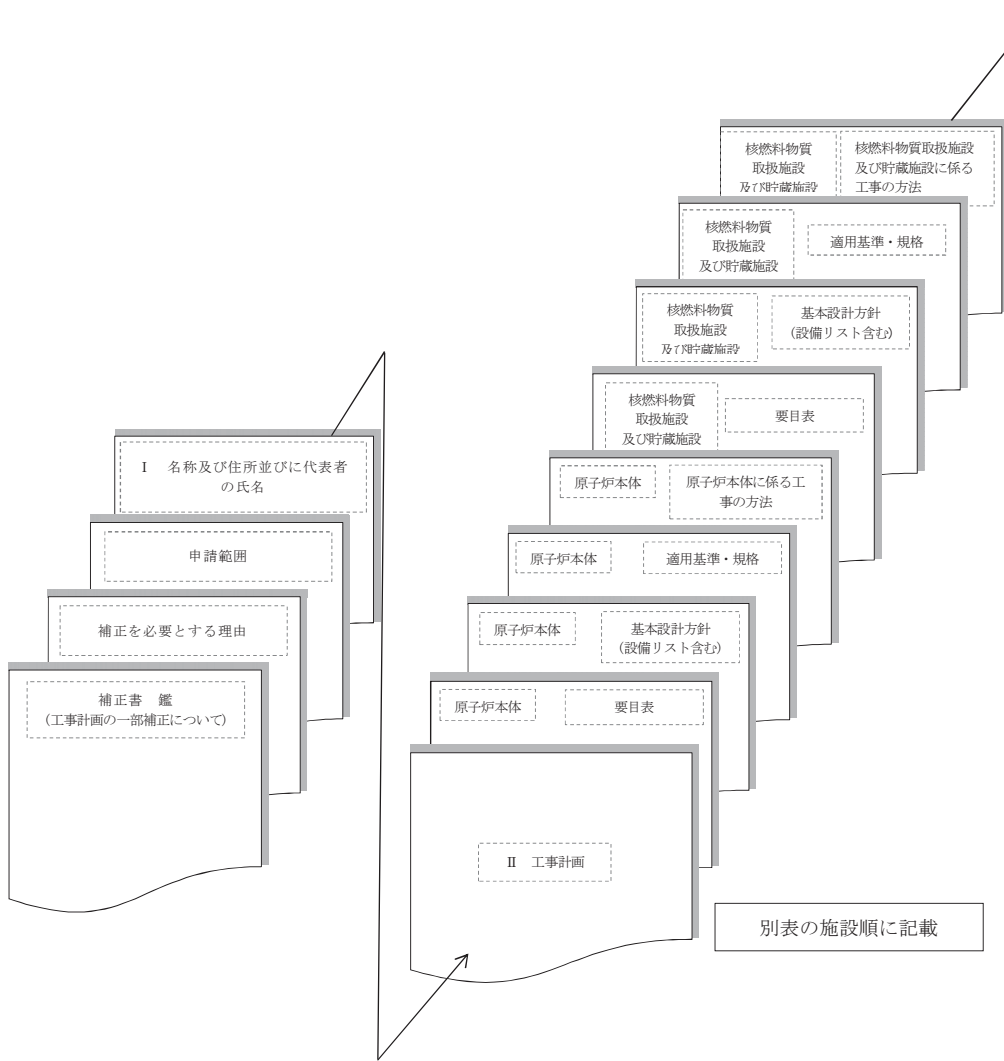 核燃料物質
取扱施設
及び貯蔵施設
核燃料物質取扱施設
及び貯蔵施設に係る
工事の方法
核燃料物質
取扱施設
及び貯蔵施設
適用基準・規格
核燃料物質
取扱施設
及び貯蔵施設
基本設計方針
(設備リスト含む)
核燃料物質
取扱施設
及び貯蔵施設
要目表
原子炉本体
原子炉本体に係る工
事の方法
原子炉本体
適用基準・規格
原子炉本体
基本設計方針
(設備リスト含む)
原子炉本体
要目表
Ⅱ 工事計画
Ⅰ 名称及び住所並びに代表者
の氏名
申請範囲
補正を必要とする理由
補正書 鑑
(工事計画の一部補正について)
別表の施設順に記載